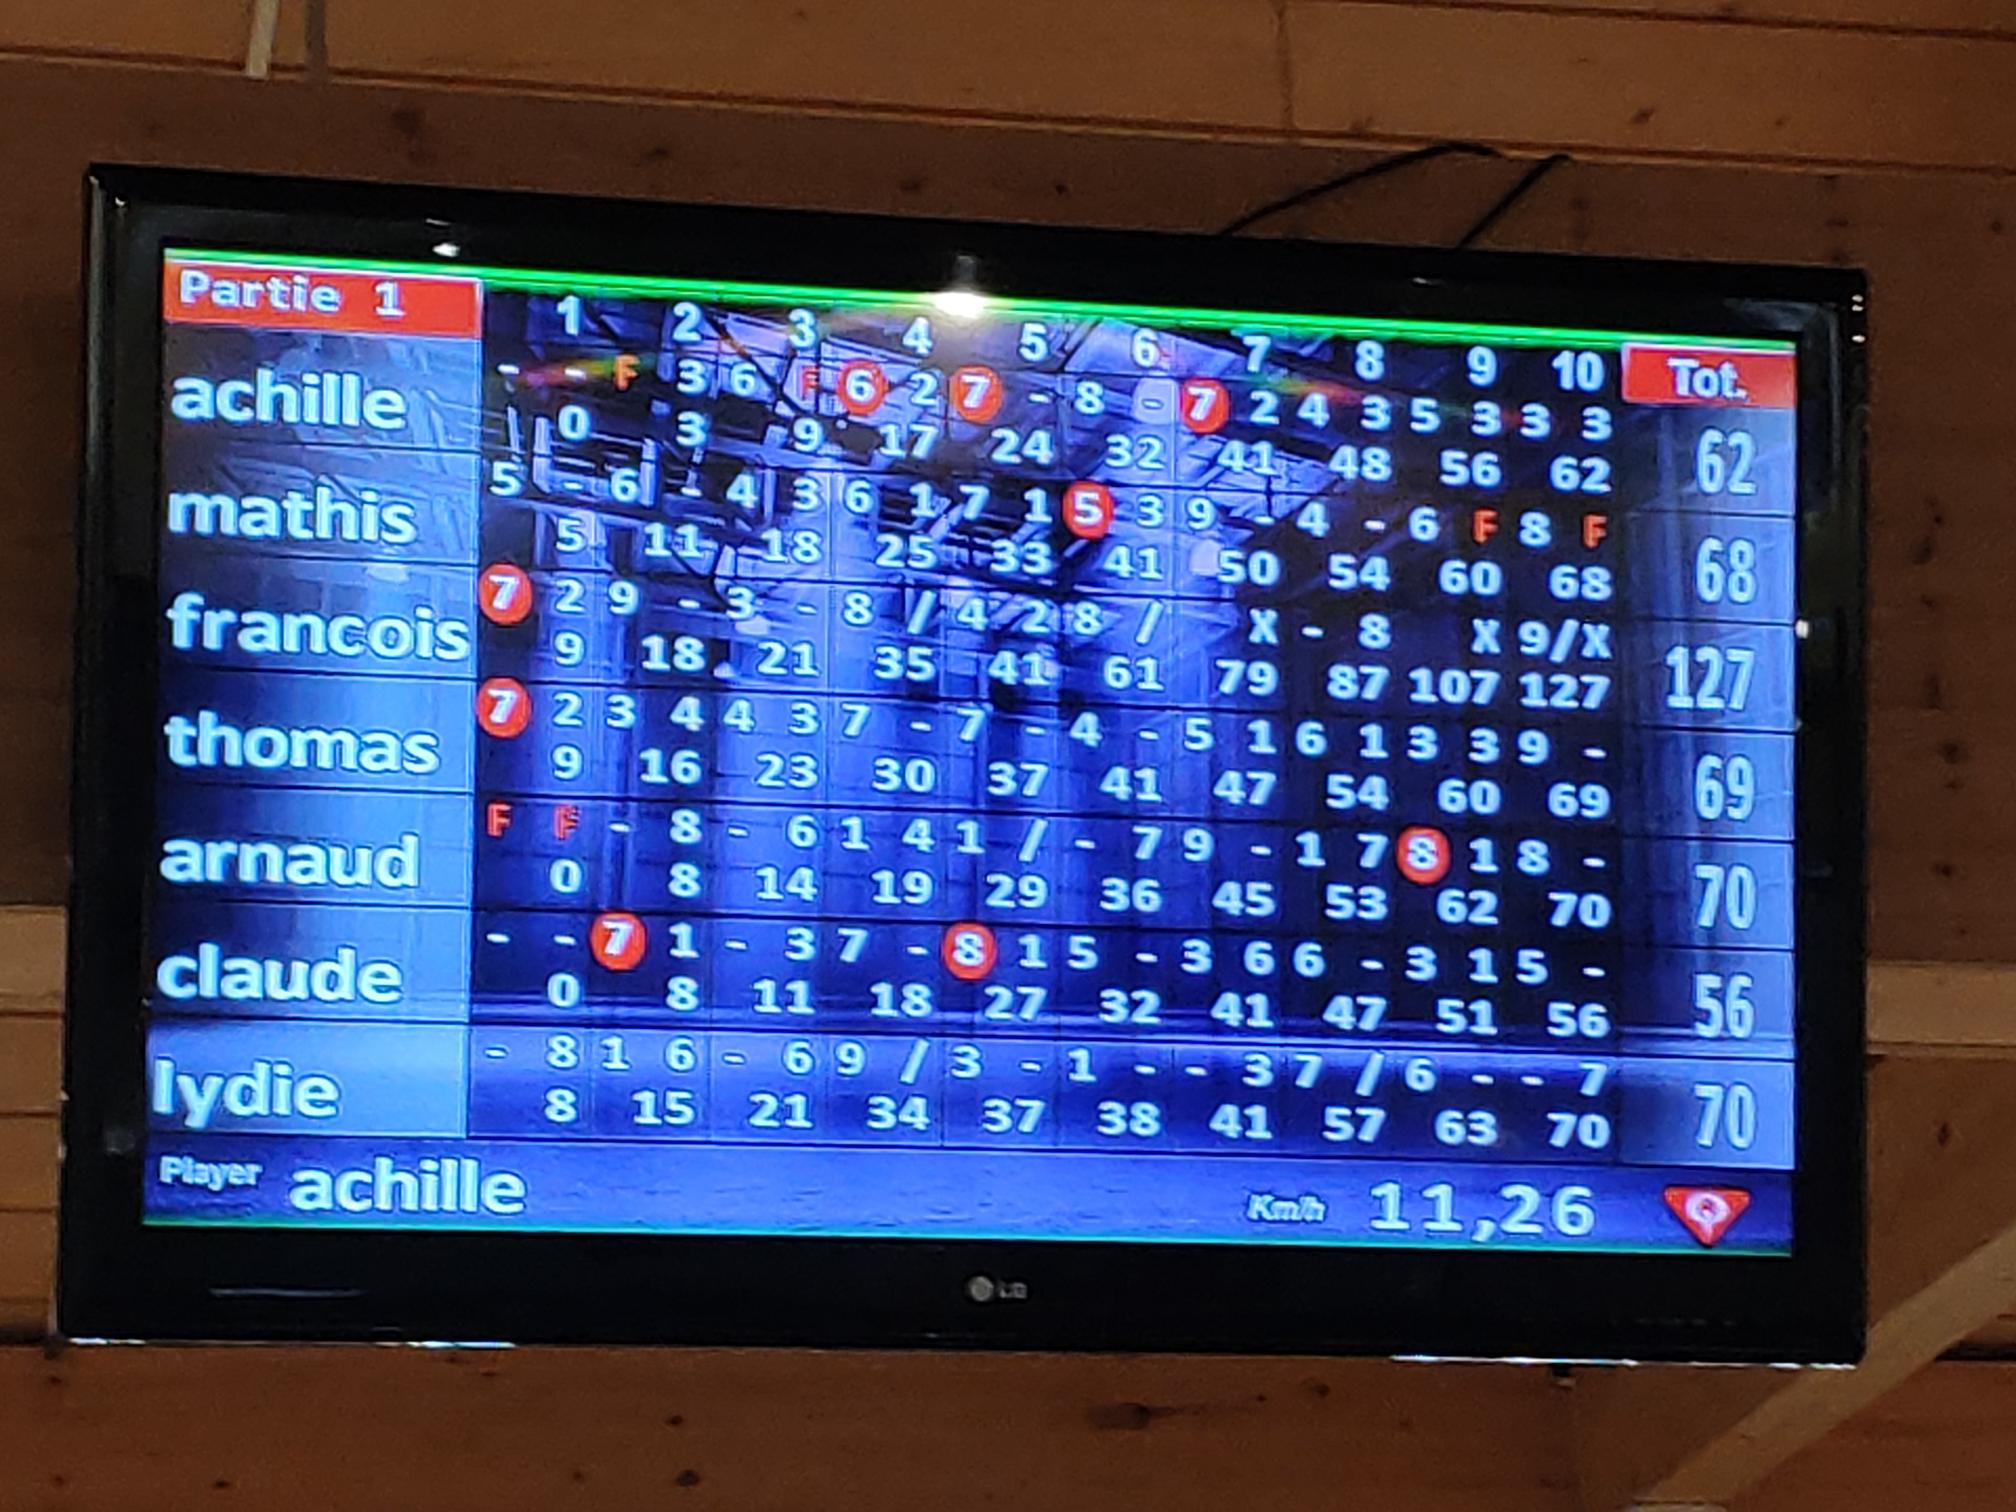 Partie 1
1 2 3 4 5 6 7 8 9 10 Tot.
achille - - F 3 6 F 6 2 7 - 8 - 7 2 4 3 5 3 3 3
0 3 9 17 24 32 41 48 56 62 62
mathis 5 - 6 - 4 3 6 1 7 1 5 3 9 - 4 - 6 F 8 F
5 11 18 25 33 41 50 54 60 68 68
francois 7 2 9 - 3 - 8 / 4 2 8 / X - 8 X 9/X
9 18 21 35 41 61 79 87 107 127 127
thomas 7 2 3 4 4 3 7 - 7 - 4 - 5 1 6 1 3 3 9 -
9 16 23 30 37 41 47 54 60 69 69
arnaud F F - 8 - 6 1 4 1 / - 7 9 - 1 7 8 1 8 -
0 8 14 19 29 36 45 53 62 70 70
claude - - 7 1 - 3 7 - 8 1 5 - 3 6 6 - 3 1 5 -
0 8 11 18 27 32 41 47 51 56 56
lydie - 8 1 6 - 6 9 / 3 - 1 - - 3 7 / 6 - - 7
8 15 21 34 37 38 41 57 63 70 70
Player achille Km/h 11,26
LG